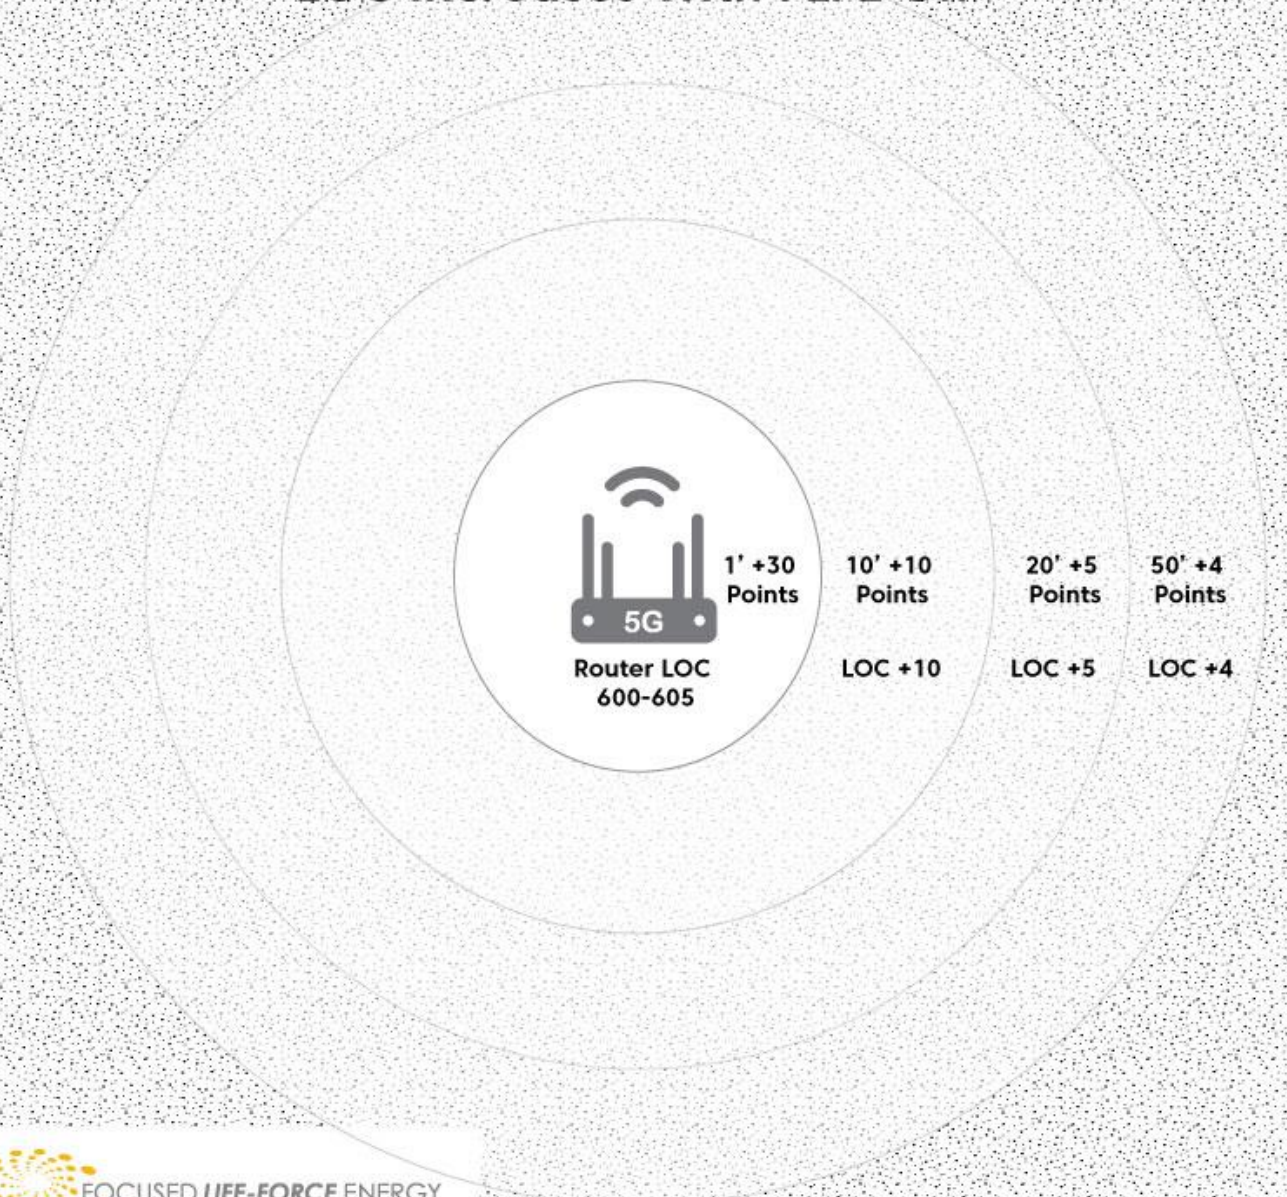 1’ +30
Points
10’ +10
Points
20’ +5
Points
50’ +4
Points
5G
Router LOC
600-605
LOC +10
LOC +5
LOC +4
FOCUSED LIFE-FORCE ENERGY